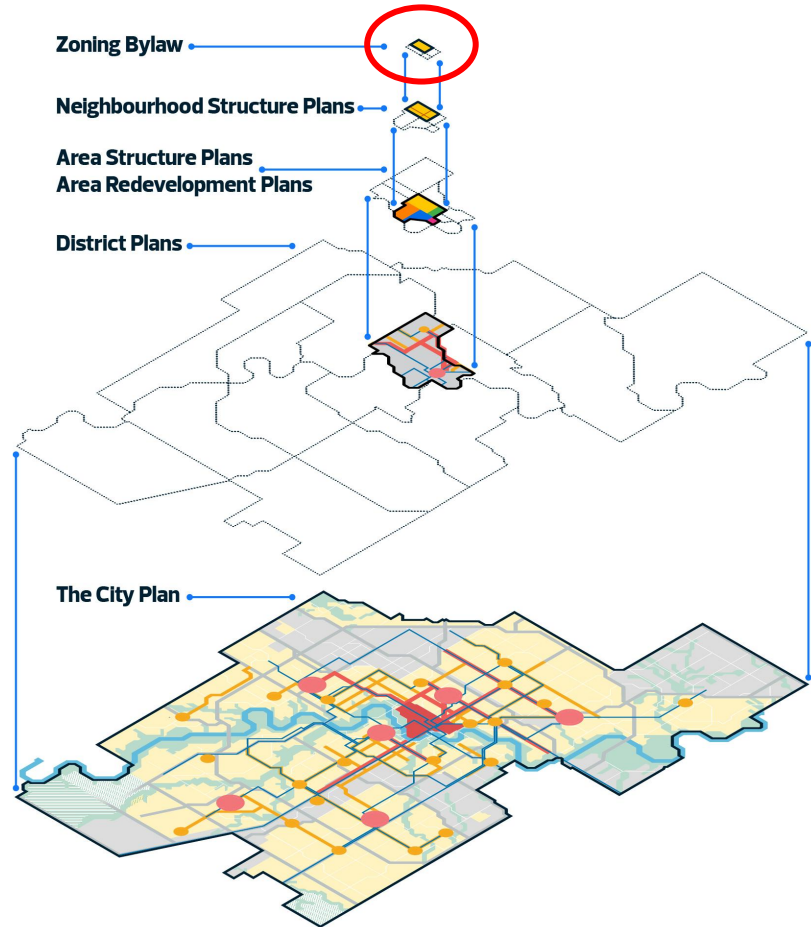 Zoning Bylaw
Neighbourhood Structure Plans
Area Structure Plans
Area Redevelopment Plans
District Plans
The City Plan